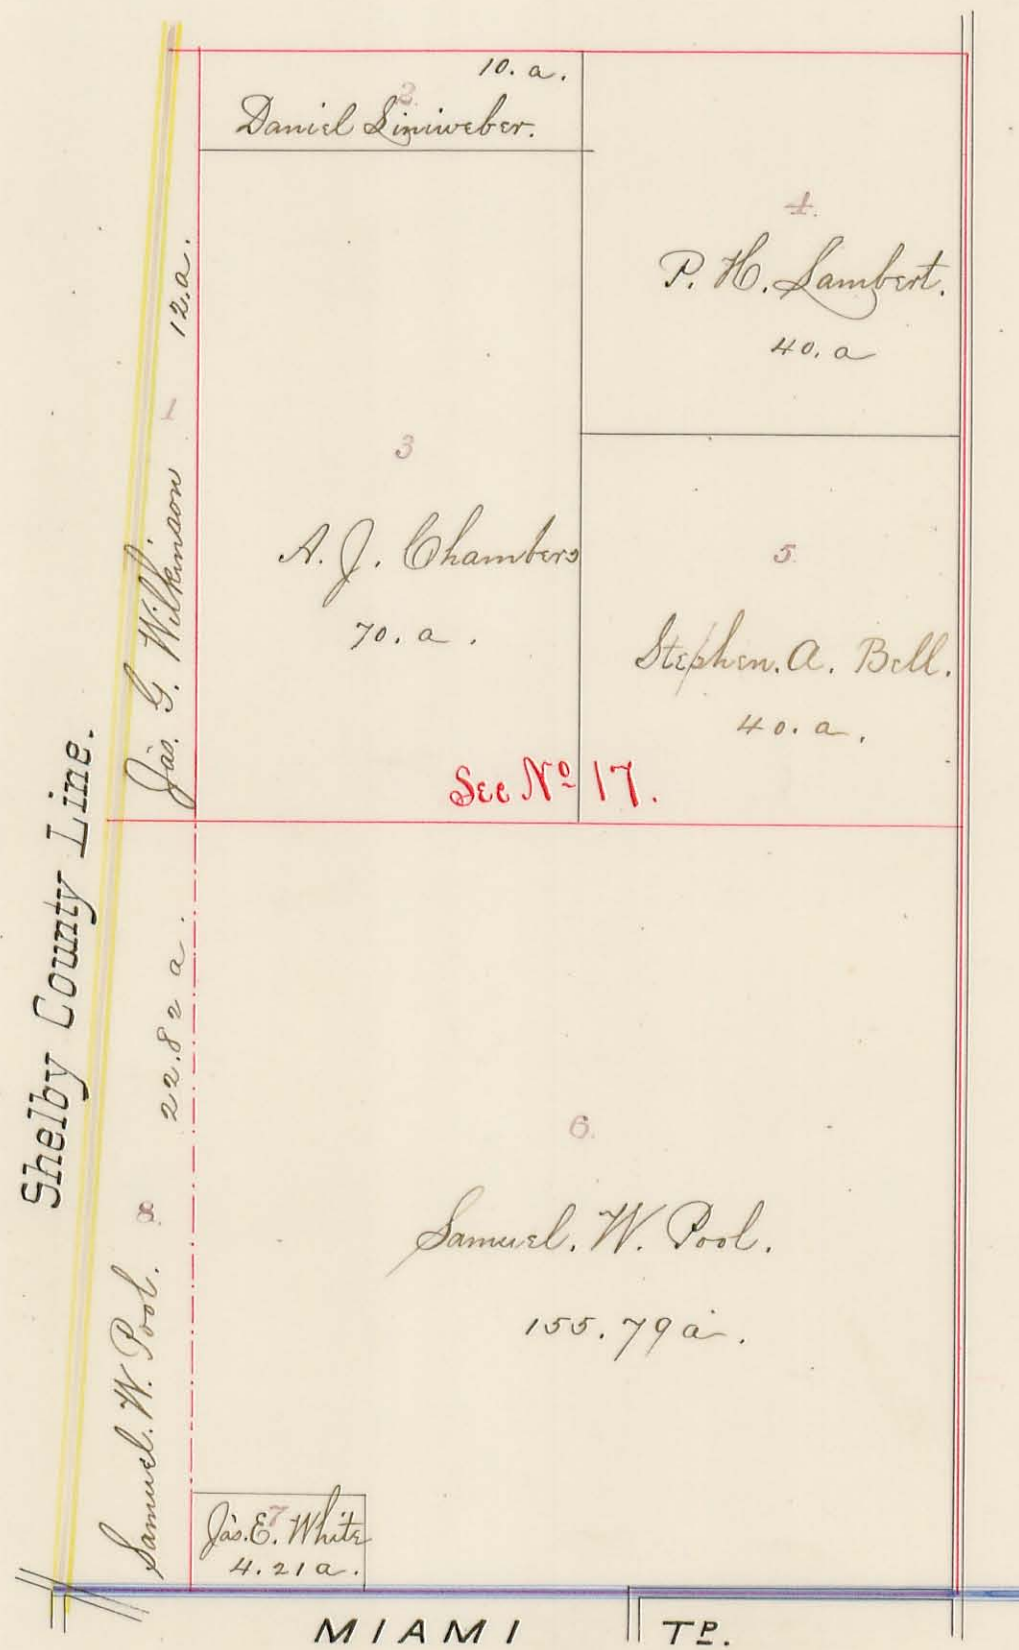 10. a.
2.
Daniel Liniweber.
4.
P. H. Lambert.
40. a
12. a.
1
Jas. G. Wilkinson
3
A. J. Chambers
70. a.
5.
Stephen. A. Bell.
40. a.
Sec No 17.
Shelby County Line.
22.82 a.
8.
Samuel. W. Pool.
6.
Samuel. W. Pool.
155.79 a.
7
Jas. E. White
4.21 a.
MIAMI TP.